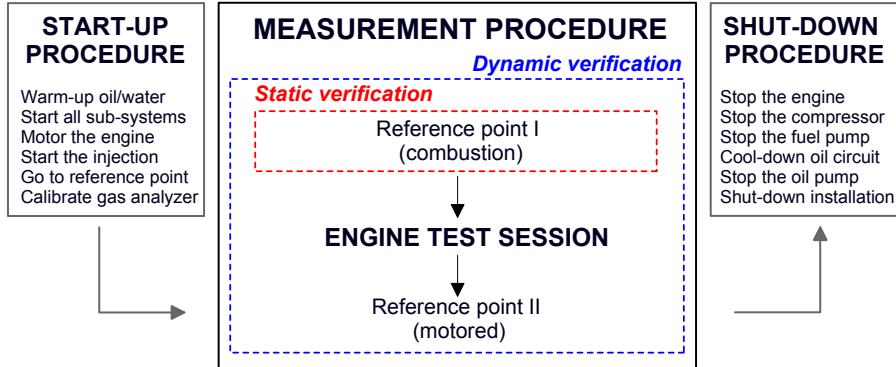 START-UP
PROCEDURE
Warm-up oil/water
Start all sub-systems
Motor the engine
Start the injection
Go to reference point
Calibrate gas analyzer
MEASUREMENT PROCEDURE
Dynamic verification
Static verification
Reference point I
(combustion)
ENGINE TEST SESSION
Reference point II
(motored)
SHUT-DOWN
PROCEDURE
Stop the engine
Stop the compressor
Stop the fuel pump
Cool-down oil circuit
Stop the oil pump
Shut-down installation